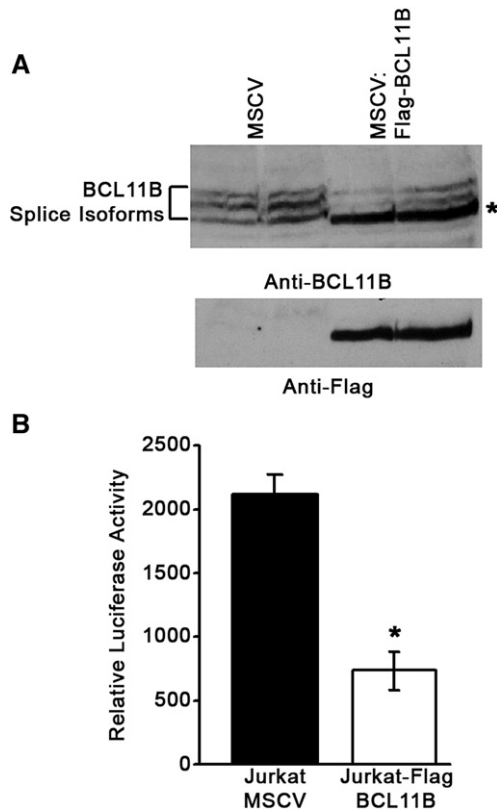 A
MSCV
MSCV:
Flag-BCL11B
BCL11B
Splice Isoforms
*
Anti-BCL11B
Anti-Flag
B
Relative Luciferase Activity
2500
2000
1500
1000
500
0
*
Jurkat
MSCV
Jurkat-Flag
BCL11B